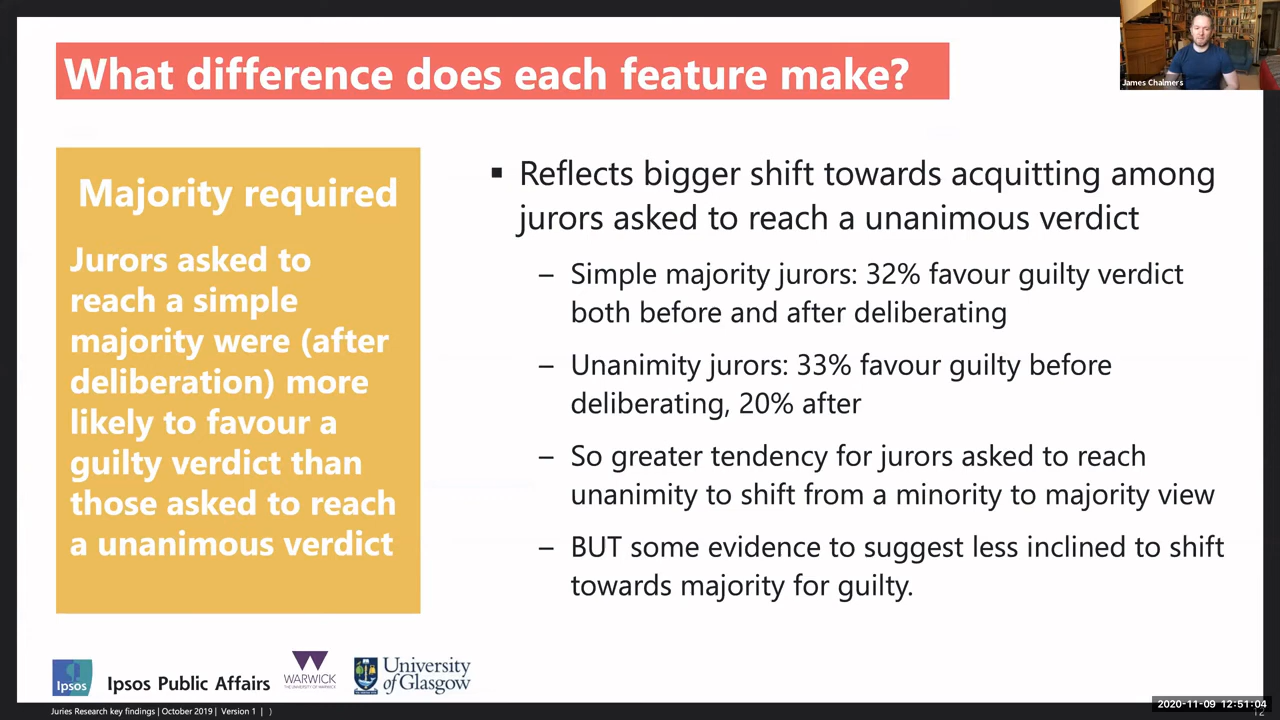 What difference does each feature make?
James Chalmers
Majority required
Jurors asked to
reach a simple
majority were (after
deliberation) more
likely to favour a
guilty verdict than
those asked to reach
a unanimous verdict
▪ Reflects bigger shift towards acquitting among
jurors asked to reach a unanimous verdict
– Simple majority jurors: 32% favour guilty verdict
both before and after deliberating
– Unanimity jurors: 33% favour guilty before
deliberating, 20% after
– So greater tendency for jurors asked to reach
unanimity to shift from a minority to majority view
– BUT some evidence to suggest less inclined to shift
towards majority for guilty.
Ipsos
Ipsos Public Affairs
WARWICK
THE UNIVERSITY OF WARWICK
University
of Glasgow
Juries Research key findings | October 2019 | Version 1 | )
2020-11-09 12:51:04